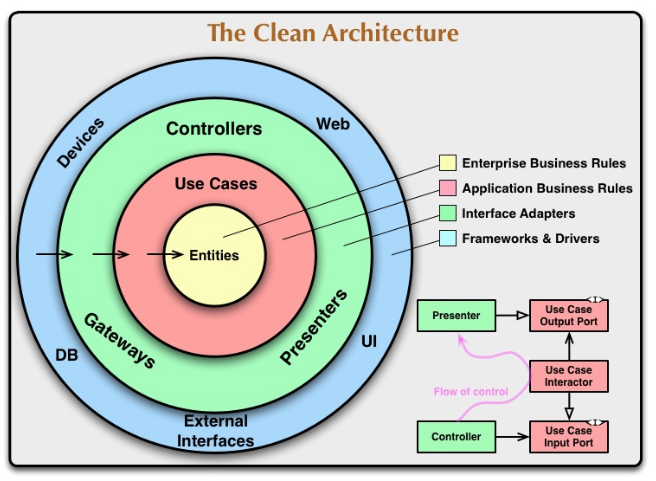 The Clean Architecture
Devices
Web
Controllers
Use Cases
Entities
Gateways
Presenters
DB
UI
External
Interfaces
Enterprise Business Rules
Application Business Rules
Interface Adapters
Frameworks & Drivers
Presenter
<I>
Use Case
Output Port
Use Case
Interactor
Flow of control
Controller
<I>
Use Case
Input Port